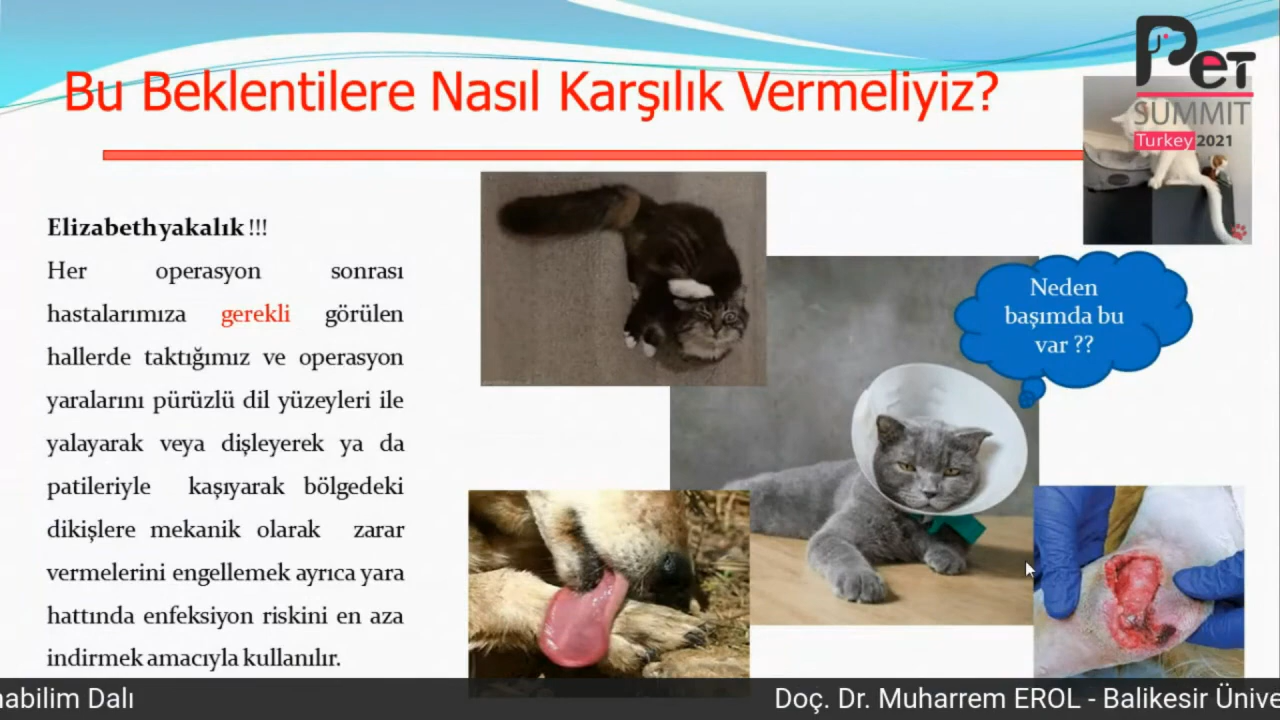 Bu Beklentilere Nasıl Karşılık Vermeliyiz?
PET
SUMMIT
Turkey 2021
Elizabethyakalık !!!
Her operasyon sonrası
hastalarımıza gerekli görülen
hallerde taktığımız ve operasyon
yaralarını pürüzlü dil yüzeyleri ile
yalayarak veya dişleyerek ya da
patileriyle kaşıyarak bölgedeki
dikişlere mekanik olarak zarar
vermelerini engellemek ayrıca yara
hattında enfeksiyon riskini en aza
indirmek amacıyla kullanılır.
Neden
başımda bu
var ??
nabilim Dalı
Doç. Dr. Muharrem EROL - Balikesir Ünive